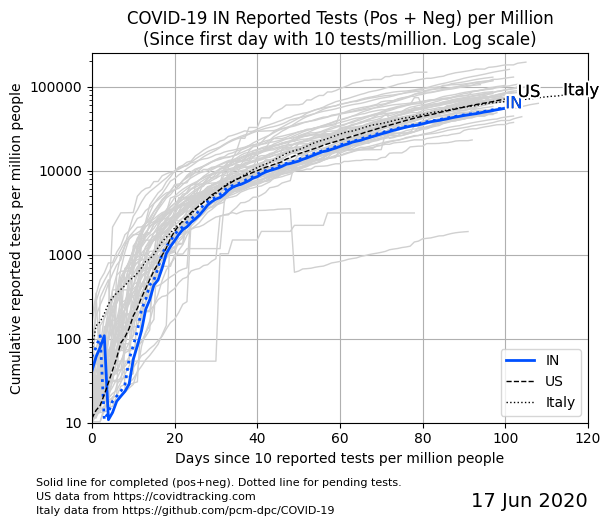 COVID-19 IN Reported Tests (Pos + Neg) per Million
(Since first day with 10 tests/million. Log scale)
Cumulative reported tests per million people
100000
10000
1000
100
10
US
Italy
IN
IN
US
Italy
0 20 40 60 80 100 120
Days since 10 reported tests per million people
Solid line for completed (pos+neg). Dotted line for pending tests.
US data from https://covidtracking.com
Italy data from https://github.com/pcm-dpc/COVID-19
17 Jun 2020